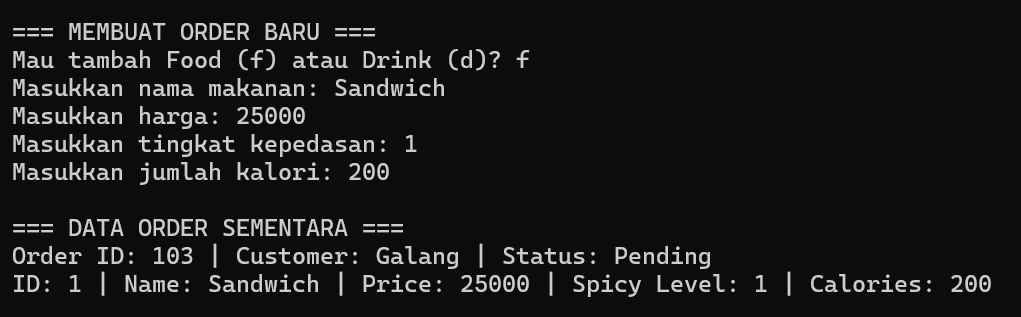 === MEMBUAT ORDER BARU ===
Mau tambah Food (f) atau Drink (d)? f
Masukkan nama makanan: Sandwich
Masukkan harga: 25000
Masukkan tingkat kepedasan: 1
Masukkan jumlah kalori: 200
=== DATA ORDER SEMENTARA ===
Order ID: 103 | Customer: Galang | Status: Pending
ID: 1 | Name: Sandwich | Price: 25000 | Spicy Level: 1 | Calories: 200